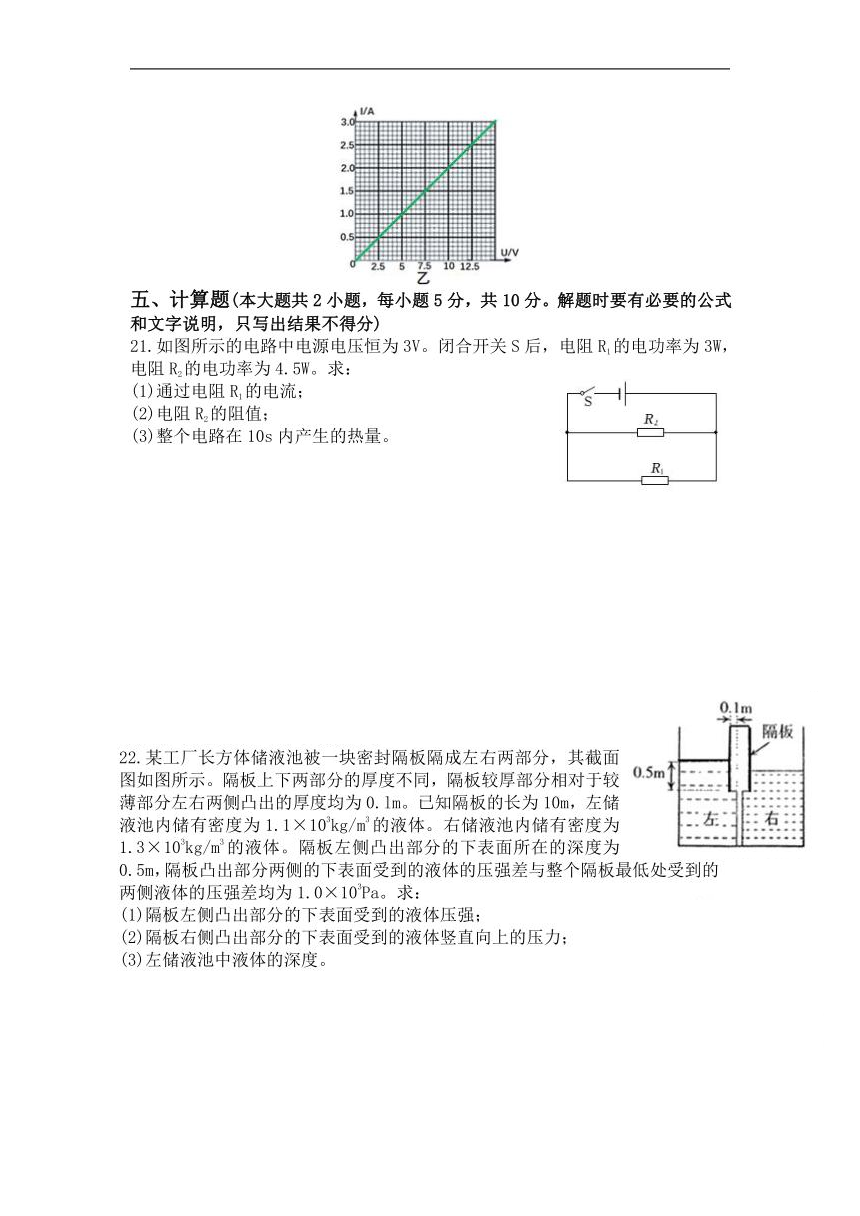 I/A
3.0
2.5
2.0
1.5
1.0
0.5
0 2.5 5 7.5 10 12.5 U/V
乙
五、计算题(本大题共2小题，每小题5分，共10分。解题时要有必要的公式
和文字说明，只写出结果不得分)
21.如图所示的电路中电源电压恒为3V。闭合开关S后，电阻R₁的电功率为3W，
电阻R₂的电功率为4.5W。求：
(1)通过电阻R₁的电流；
(2)电阻R₂的阻值；
(3)整个电路在10s内产生的热量。
S
R₂
R₁
22.某工厂长方体储液池被一块密封隔板隔成左右两部分，其截面
图如图所示。隔板上下两部分的厚度不同，隔板较厚部分相对于较
薄部分左右两侧凸出的厚度均为0.lm。已知隔板的长为10m，左储
液池内储有密度为1.1×10³kg/m³的液体。右储液池内储有密度为
1.3×10³kg/m³的液体。隔板左侧凸出部分的下表面所在的深度为
0.5m,隔板凸出部分两侧的下表面受到的液体的压强差与整个隔板最低处受到的
两侧液体的压强差均为1.0×10³Pa。求：
(1)隔板左侧凸出部分的下表面受到的液体压强；
(2)隔板右侧凸出部分的下表面受到的液体竖直向上的压力；
(3)左储液池中液体的深度。
0.1m
隔板
0.5m
左 右